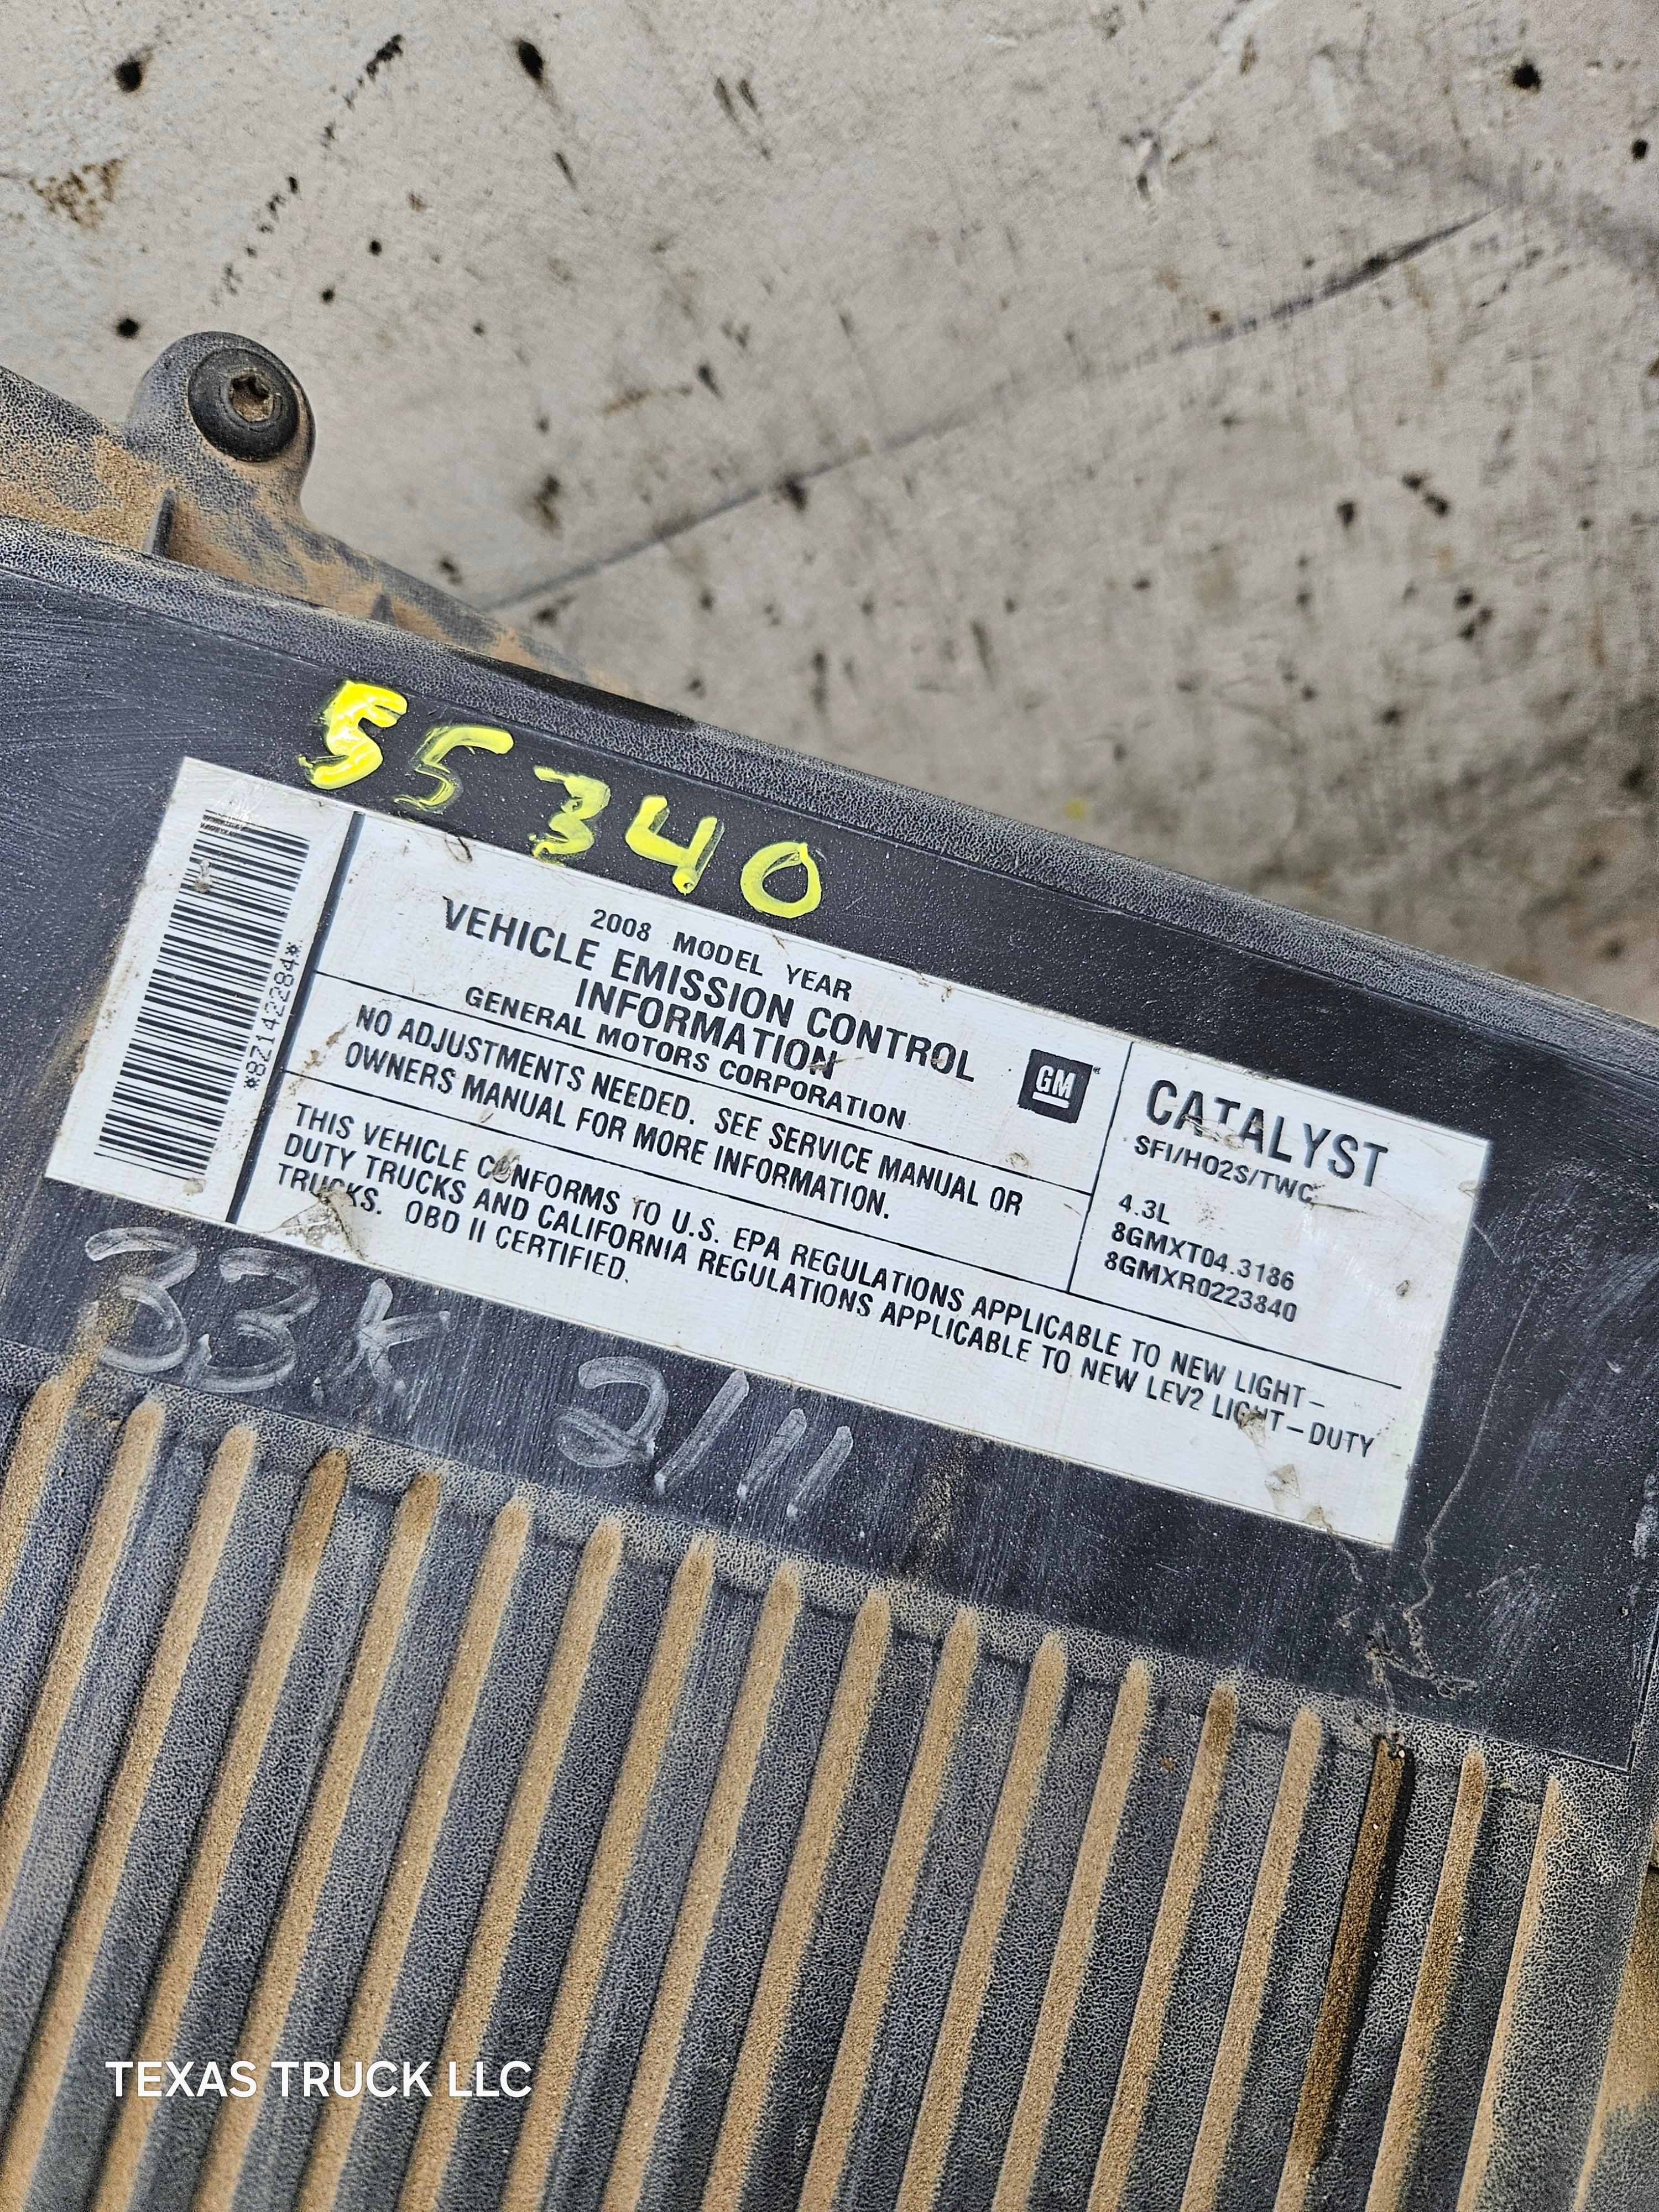 55340
*8Z142284*
2008 MODEL YEAR
VEHICLE EMISSION CONTROL
INFORMATION
GENERAL MOTORS CORPORATION
GM
NO ADJUSTMENTS NEEDED. SEE SERVICE MANUAL OR
OWNERS MANUAL FOR MORE INFORMATION.
THIS VEHICLE CONFORMS TO U.S. EPA REGULATIONS APPLICABLE TO NEW LIGHT-
DUTY TRUCKS AND CALIFORNIA REGULATIONS APPLICABLE TO NEW LEV2 LIGHT-DUTY
TRUCKS. OBD II CERTIFIED.
CATALYST
SFI/HO2S/TWC
4.3L
8GMXT04.3186
8GMXR0223840
33K 2/11
TEXAS TRUCK LLC